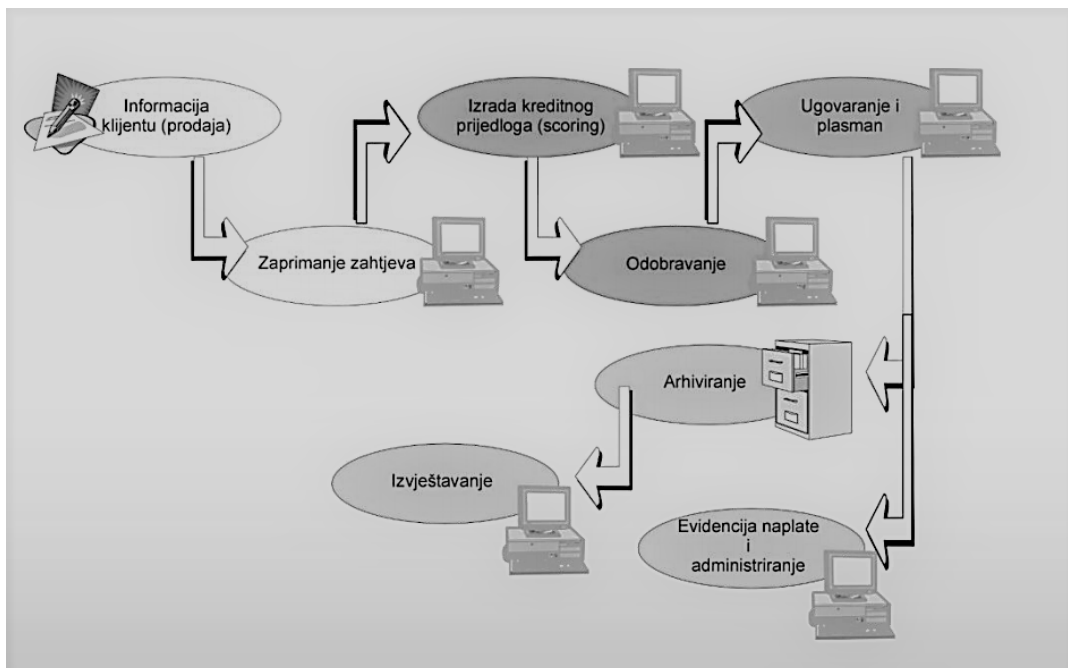 Informacija
klijentu (prodaja)
Zaprimanje zahtjeva
Izrada kreditnog
prijedloga (scoring)
Odobravanje
Ugovaranje i
plasman
Arhiviranje
Izvještavanje
Evidencija naplate
i
administriranje